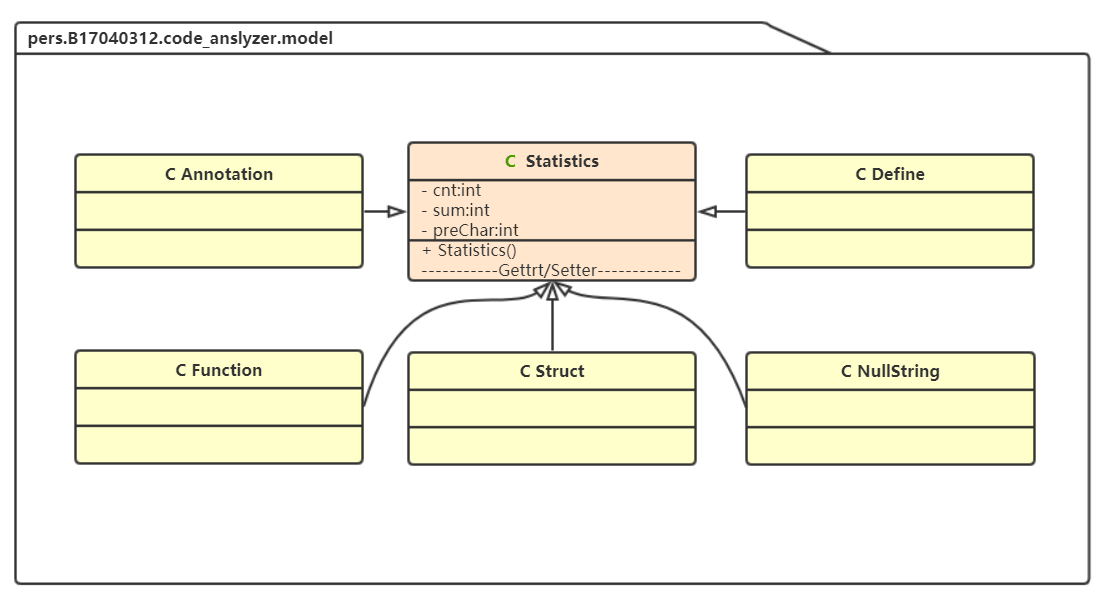 pers.B17040312.code_anslyzer.model
C Annotation
C Statistics
- cnt:int
- sum:int
- preChar:int
+ Statistics()
-----------Gettrt/Setter------------
C Define
C Function
C Struct
C NullString